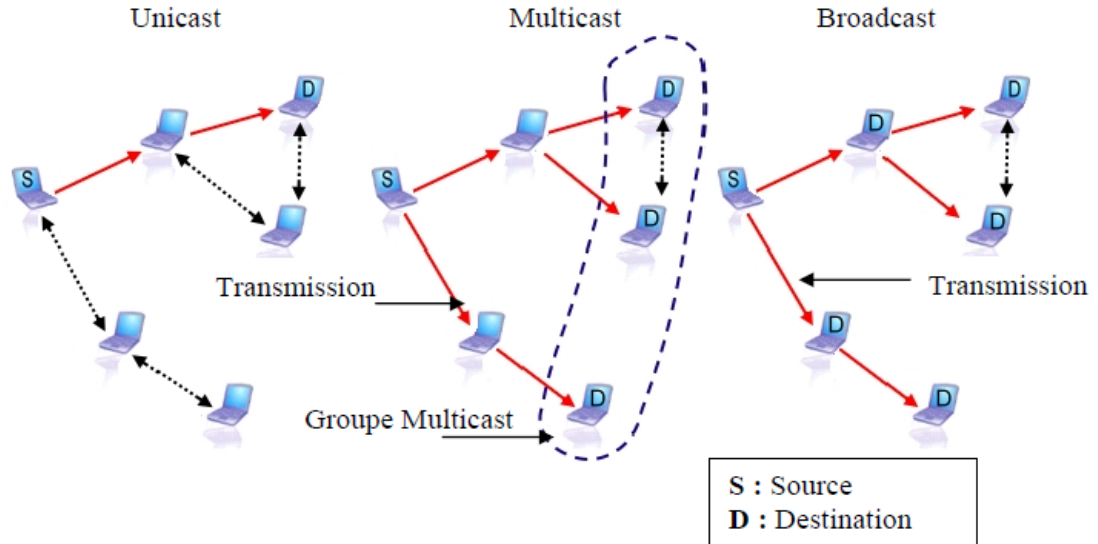 Unicast
Multicast
Broadcast
D
D
D
D
S
S
S
D
D
D
Transmission
Transmission
D
D
D
Groupe Multicast
S : Source
D : Destination